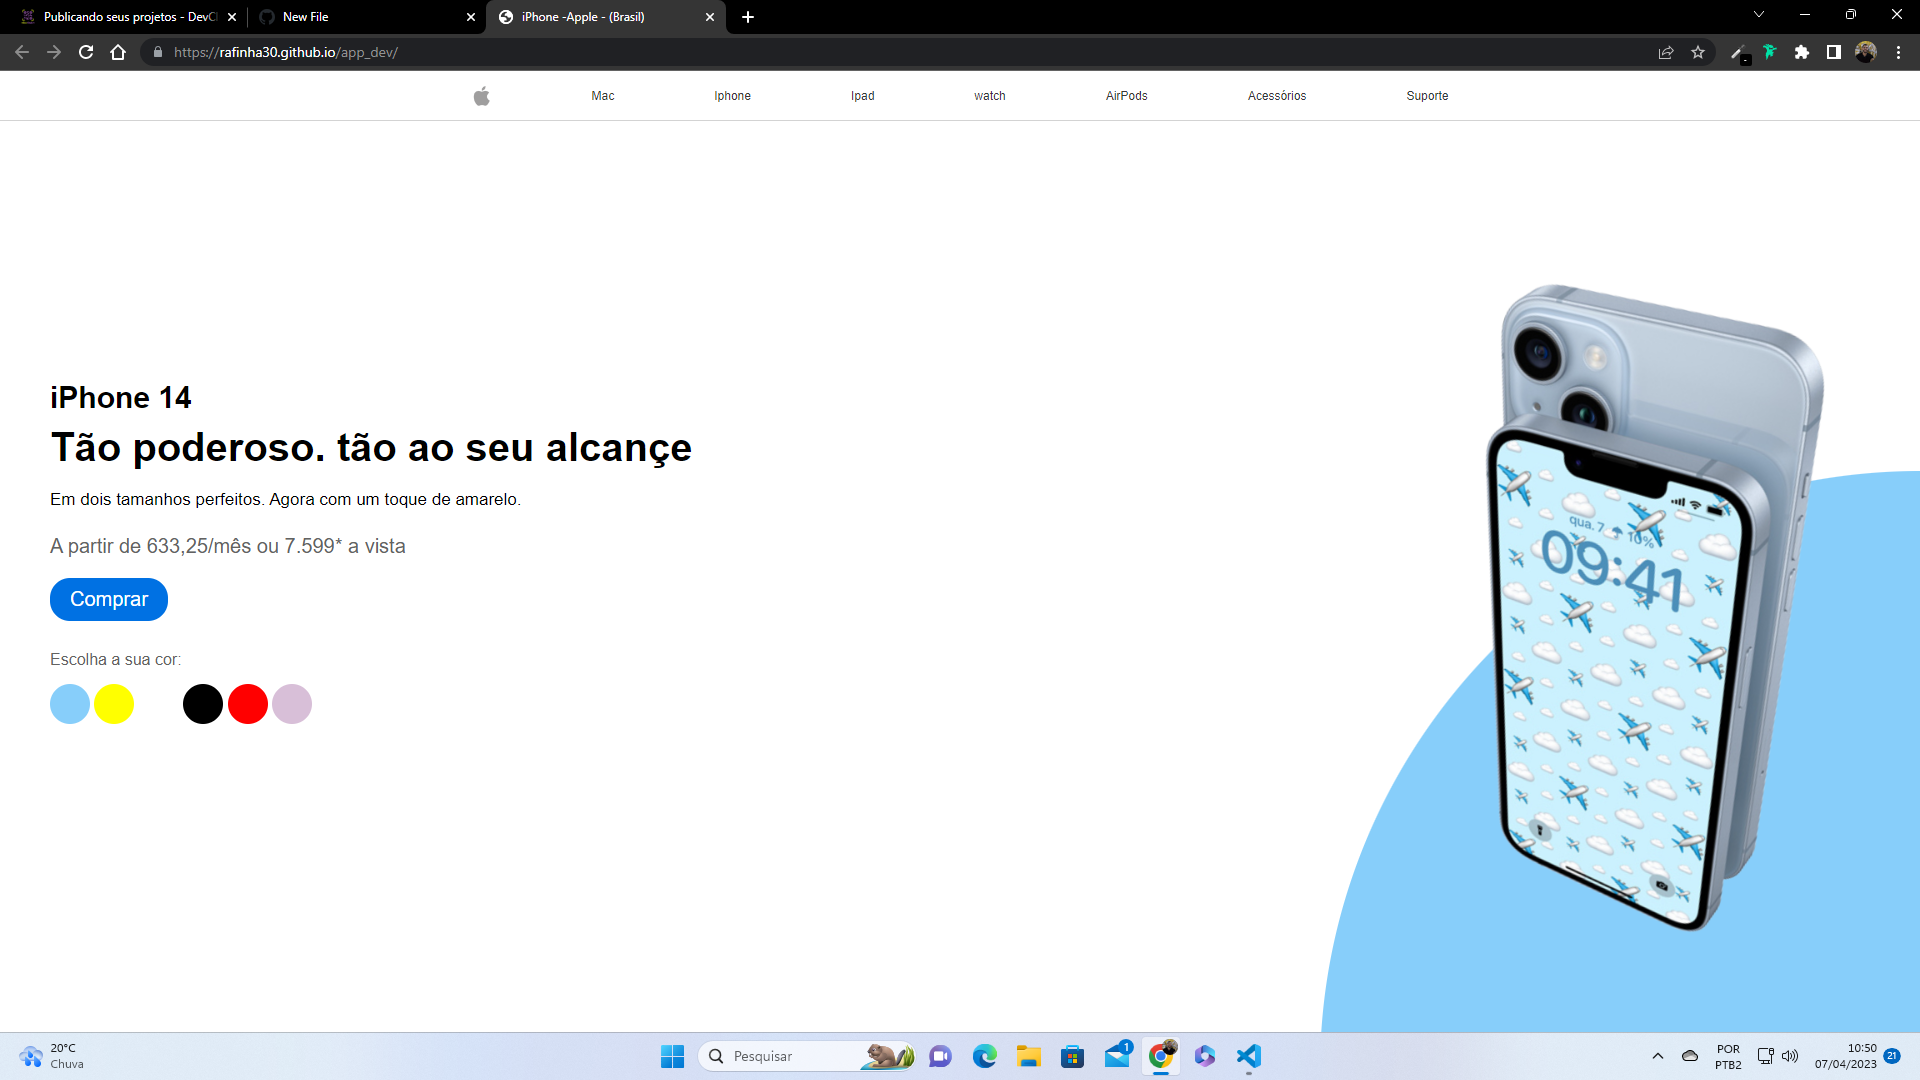 Publicando seus projetos - DevCl
New File
iPhone -Apple - (Brasil)
https://rafinha30.github.io/app_dev/
Mac
Iphone
Ipad
watch
AirPods
Acessórios
Suporte
iPhone 14
Tão poderoso. tão ao seu alcançe
Em dois tamanhos perfeitos. Agora com um toque de amarelo.
A partir de 633,25/mês ou 7.599* a vista
Comprar
Escolha a sua cor:
qua. 7 10%
09:41
20°C
Chuva
Pesquisar
1
POR
PTB2
10:50
07/04/2023
21